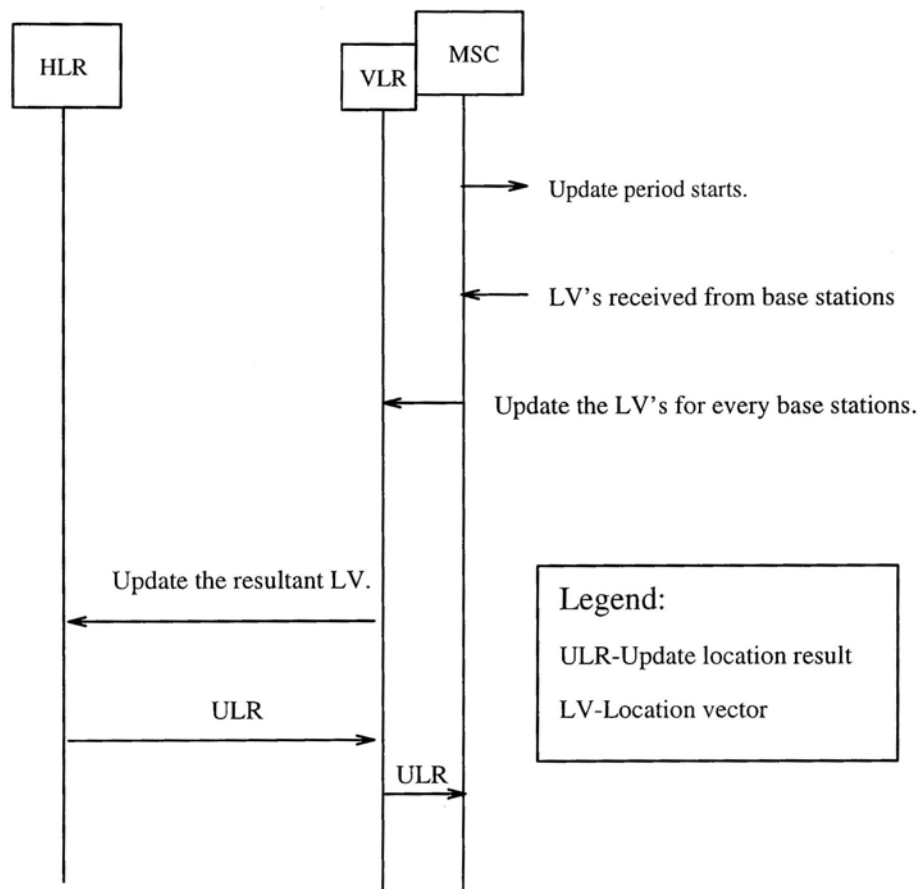 HLR
VLR
MSC
Update period starts.
LV's received from base stations
Update the LV's for every base stations.
Update the resultant LV.
ULR
ULR
Legend:
ULR-Update location result
LV-Location vector